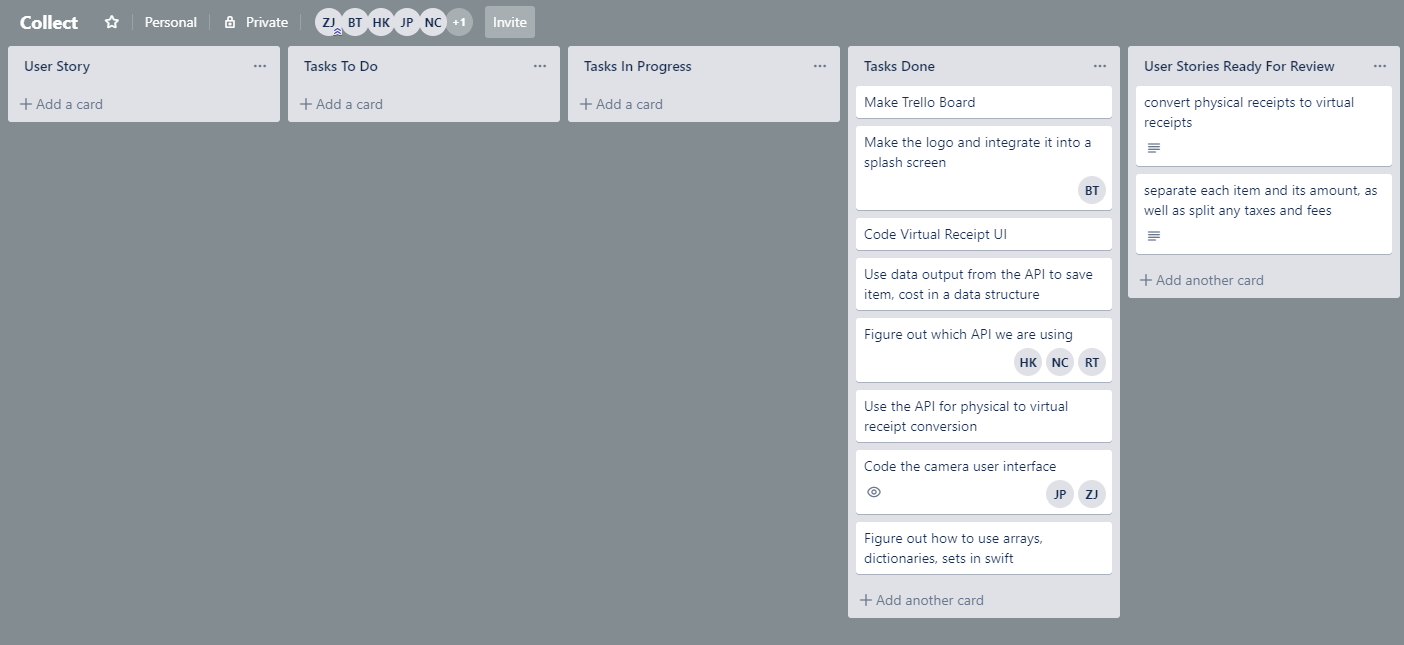 Collect
Personal
Private
ZJ BT HK JP NC +1
Invite
User Story
Add a card
Tasks To Do
Add a card
Tasks In Progress
Add a card
Tasks Done
Make Trello Board
Make the logo and integrate it into a
splash screen
BT
Code Virtual Receipt UI
Use data output from the API to save
item, cost in a data structure
Figure out which API we are using
HK NC RT
Use the API for physical to virtual
receipt conversion
Code the camera user interface
JP ZJ
Figure out how to use arrays,
dictionaries, sets in swift
Add another card
User Stories Ready For Review
convert physical receipts to virtual
receipts
separate each item and its amount, as
well as split any taxes and fees
Add another card